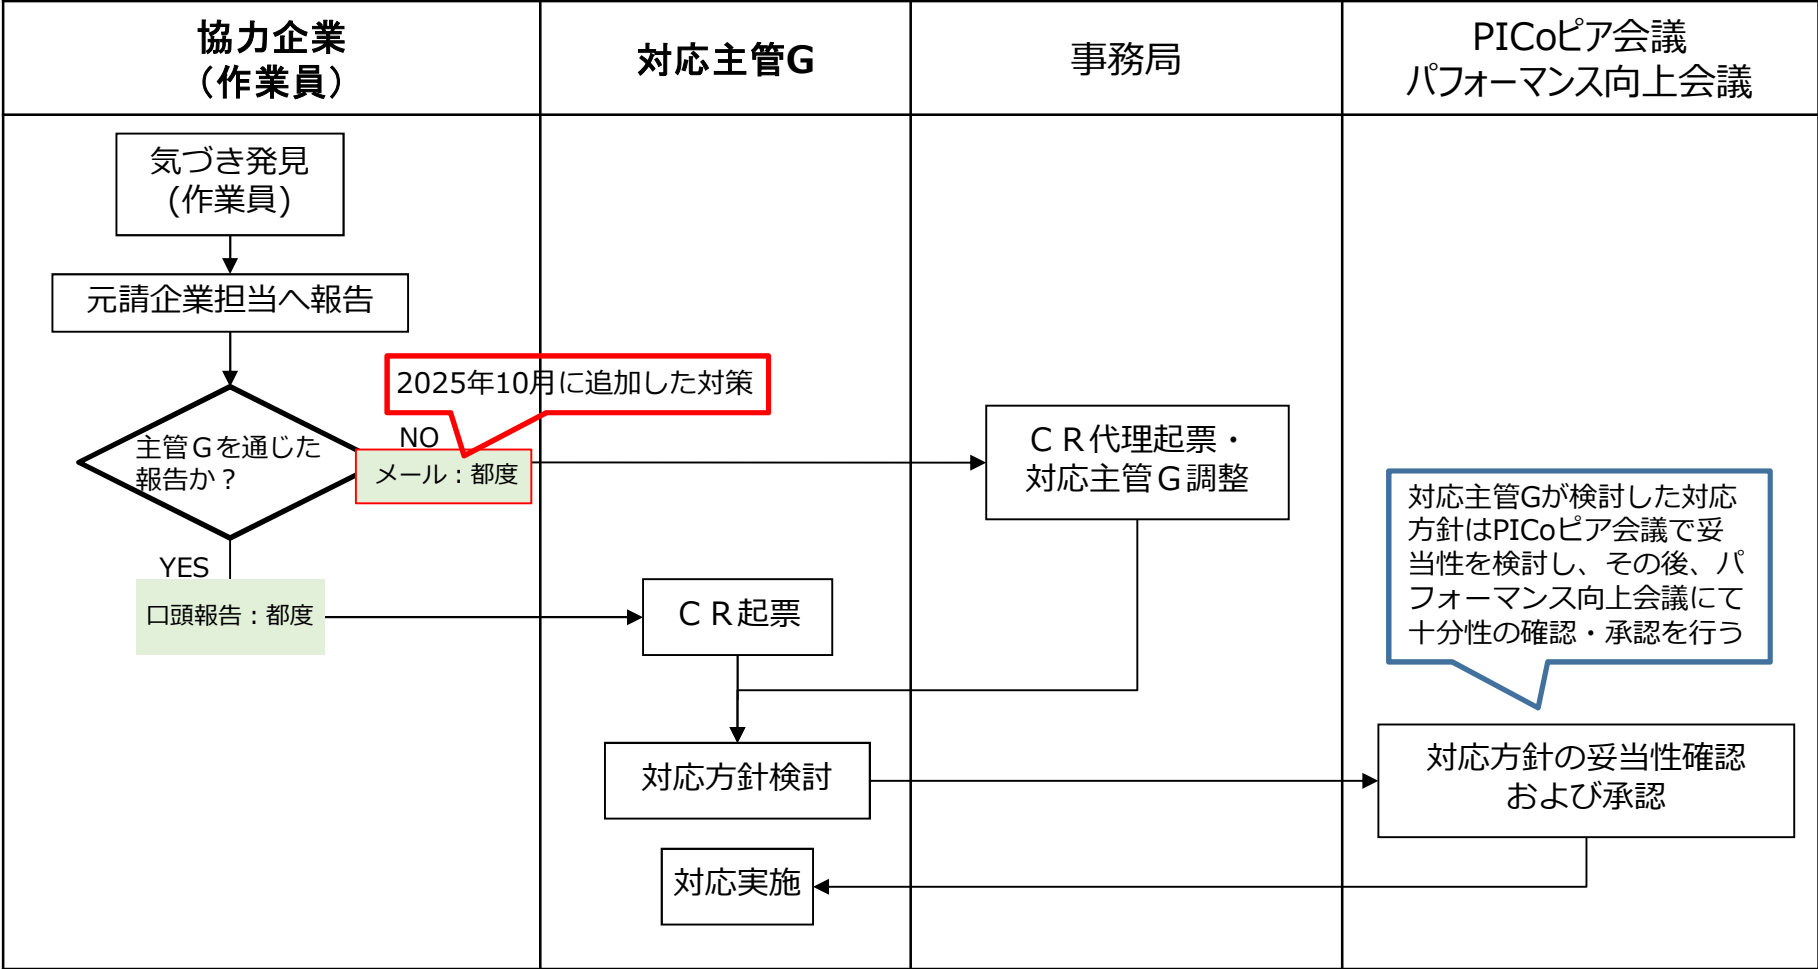 協力企業
（作業員）
対応主管G
事務局
PICoピア会議
パフォーマンス向上会議
気づき発見
(作業員)
元請企業担当へ報告
2025年10月に追加した対策
主管Ｇを通じた
報告か？
NO
メール：都度
ＣＲ代理起票・
対応主管Ｇ調整
対応主管Gが検討した対応
方針はPICoピア会議で妥
当性を検討し、その後、パ
フォーマンス向上会議にて
十分性の確認・承認を行う
YES
口頭報告：都度
ＣＲ起票
対応方針検討
対応方針の妥当性確認
および承認
対応実施